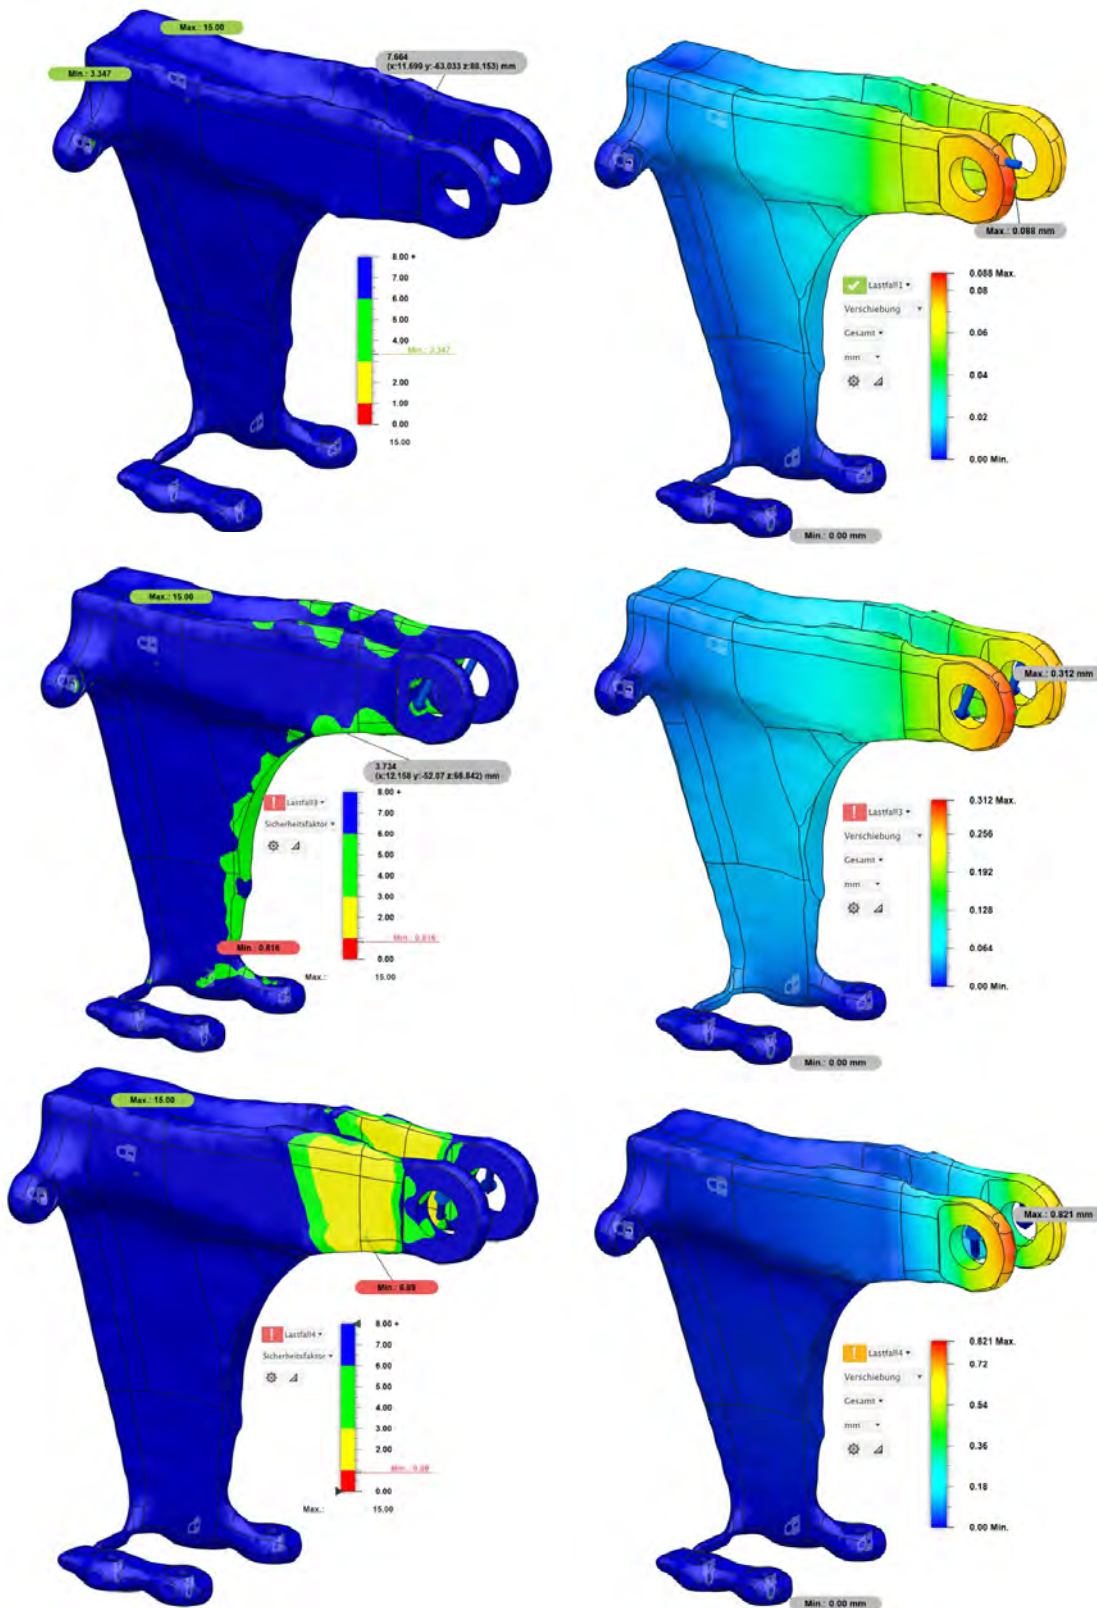 Max.: 15.00
7.664
(x:11.699 y:-63.033 z:80.153) mm
Min.: 3.347
8.00 +
7.00
6.00
5.00
4.00
Min.: 3.347
2.00
1.00
0.00
15.00
Max.: 0.088 mm
Lastfall1
Verschiebung
Gesamt
mm
0.088 Max.
0.08
0.06
0.04
0.02
0.00 Min.
Min.: 0.00 mm
Max.: 15.00
3.734
(x:12.158 y:-52.07 z:68.842) mm
Lastfall3
Sicherheitsfaktor
8.00 +
7.00
6.00
5.00
4.00
3.00
2.00
Min.: 0.816
0.00
Max.: 15.00
Min.: 0.816
Max.: 0.312 mm
Lastfall3
Verschiebung
Gesamt
mm
0.312 Max.
0.256
0.192
0.128
0.064
0.00 Min.
Min.: 0.00 mm
Max.: 15.00
Min.: 0.89
Lastfall4
Sicherheitsfaktor
8.00 +
7.00
6.00
5.00
4.00
3.00
2.00
Min.: 0.89
0.00
Max.: 15.00
Max.: 0.821 mm
Lastfall4
Verschiebung
Gesamt
mm
0.821 Max.
0.72
0.54
0.36
0.18
0.00 Min.
Min.: 0.00 mm